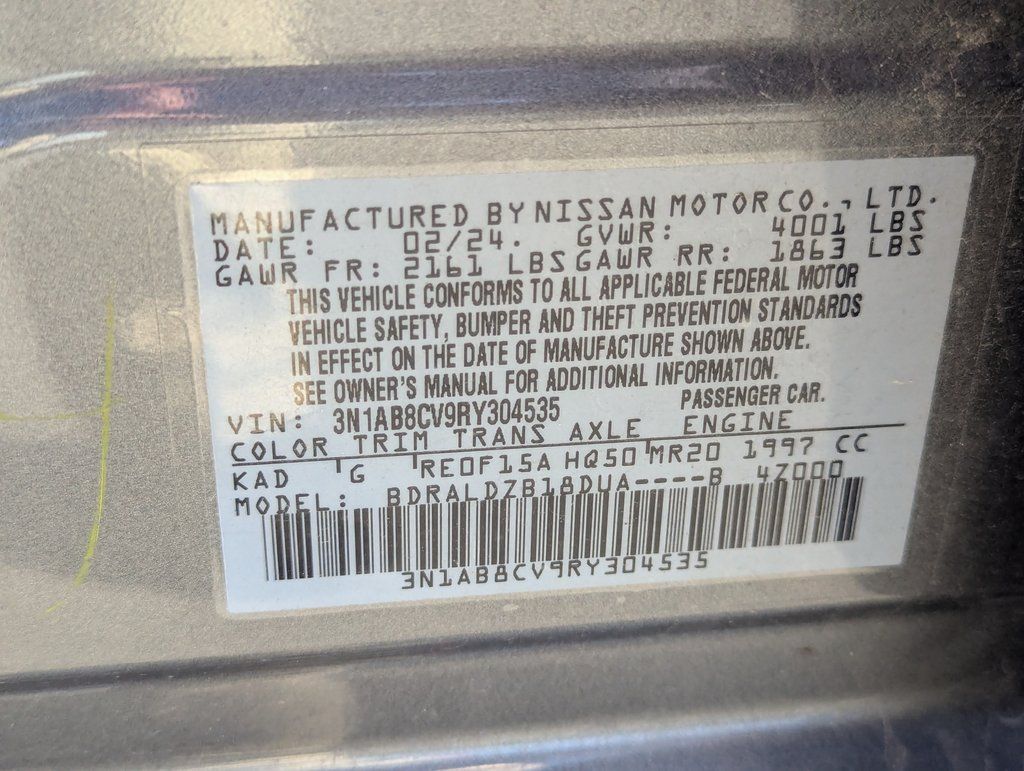 MANUFACTURED BY NISSAN MOTOR CO., LTD.
DATE: 02/24. GVWR: 4001 LBS
GAWR FR: 2161 LBS GAWR RR: 1863 LBS
THIS VEHICLE CONFORMS TO ALL APPLICABLE FEDERAL MOTOR
VEHICLE SAFETY, BUMPER AND THEFT PREVENTION STANDARDS
IN EFFECT ON THE DATE OF MANUFACTURE SHOWN ABOVE.
SEE OWNER'S MANUAL FOR ADDITIONAL INFORMATION.
VIN: 3N1AB8CV9RY304535 PASSENGER CAR.
COLOR TRIM TRANS AXLE ENGINE
KAD G RE0F15A HQ50 MR20 1997 CC
MODEL: BDRALDZB18DUA----B 4Z000
3N1AB8CV9RY304535